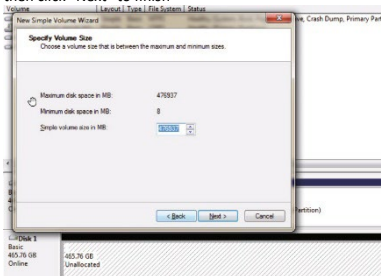 Volume Layout Type File System Status
New Simple Volume Wizard
ve, Crash Dump, Primary Part
Specify Volume Size
Choose a volume size that is between the maximum and minimum sizes.
Maximum disk space in MB: 476937
Minimum disk space in MB: 8
Simple volume size in MB: 476937
< Back Next > Cancel
Partition)
Disk 1
Basic
465.76 GB
Online
465.76 GB
Unallocated